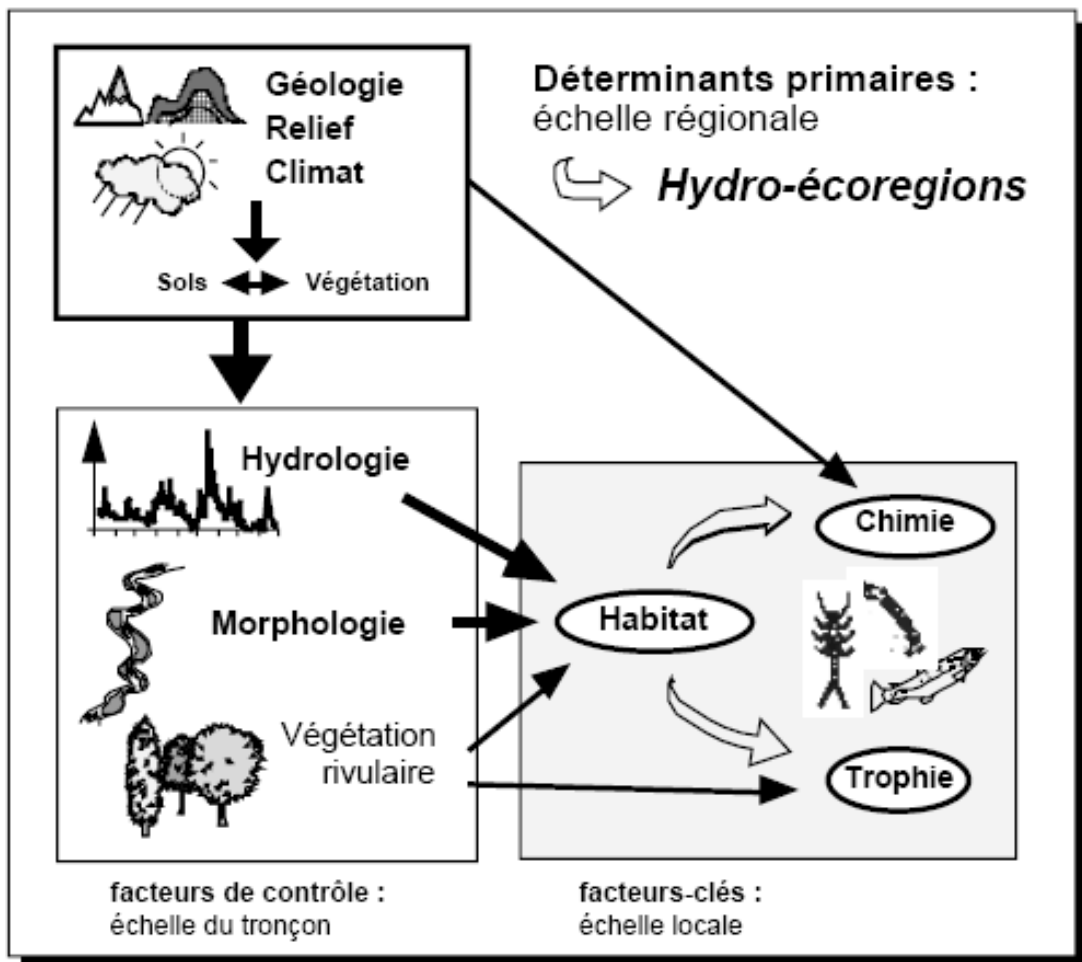 Géologie
Relief
Climat
Sols
Végétation
Déterminants primaires :
échelle régionale
Hydro-écoregions
Hydrologie
Morphologie
Végétation
rivulaire
Habitat
Chimie
Trophie
facteurs de contrôle :
échelle du tronçon
facteurs-clés :
échelle locale